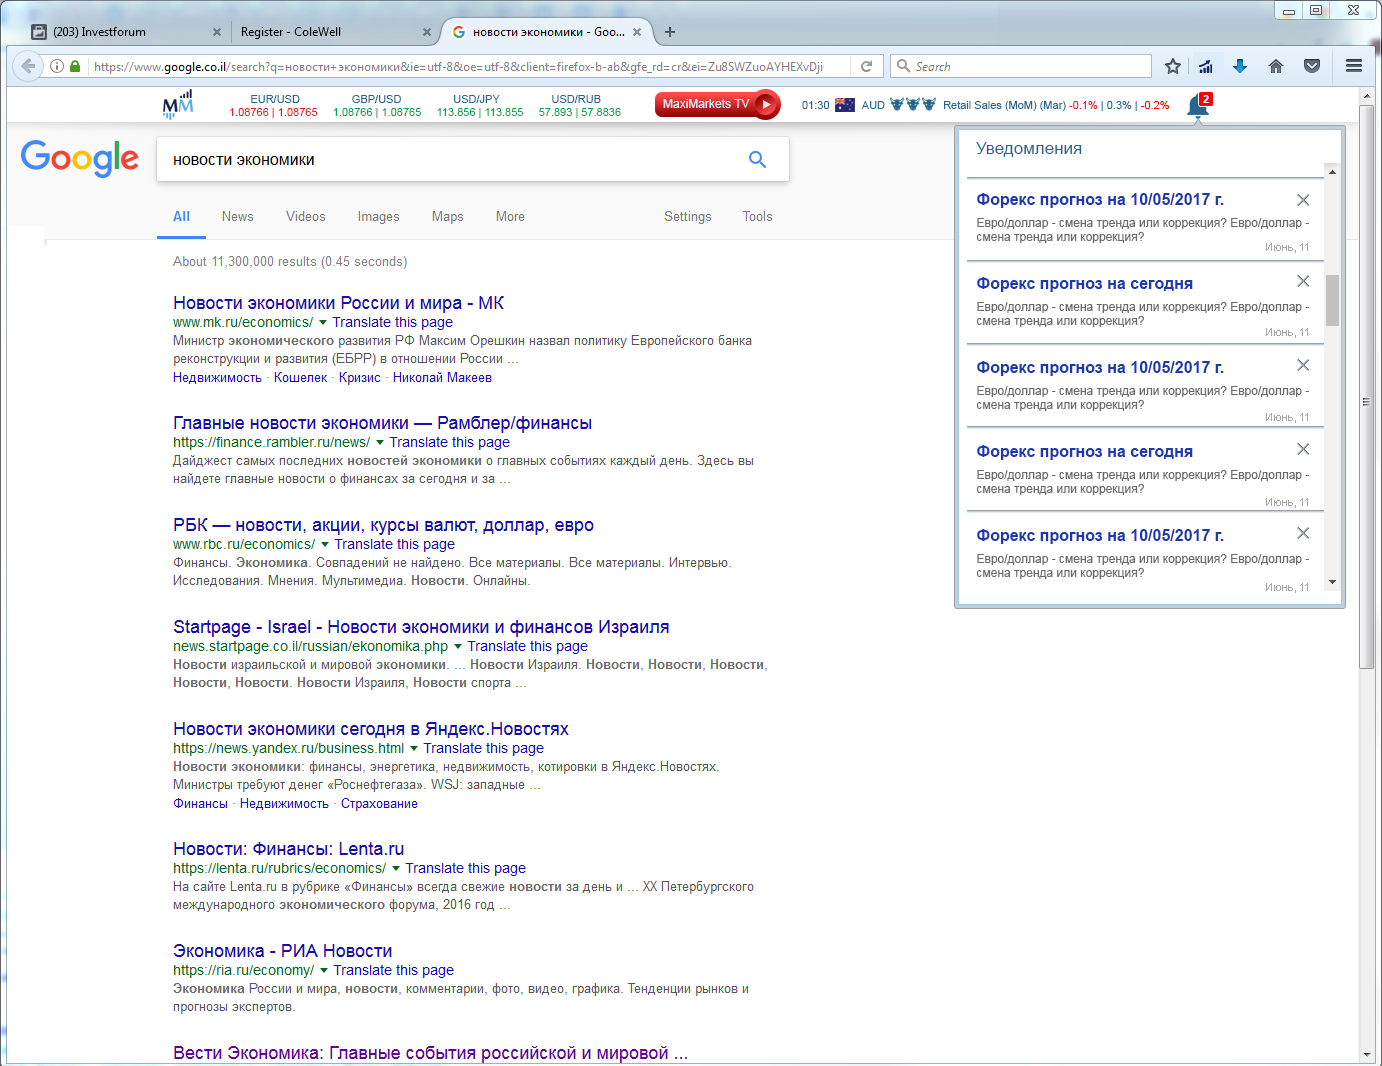 (203) Investforum
Register - ColeWell
новости экономики - Goo...
https://www.google.co.il/search?q=новости+экономики&ie=utf-8&oe=utf-8&client=firefox-b-ab&gfe_rd=cr&ei=Zu8SWZuoAYHEXvDji
Search
MM
EUR/USD
1.08766 | 1.08765
GBP/USD
1.08766 | 1.08765
USD/JPY
113.856 | 113.855
USD/RUB
57.893 | 57.8836
MaxiMarkets TV
01:30 AUD Retail Sales (MoM) (Mar) -0.1% | 0.3% | -0.2%
2
Google
новости экономики
All News Videos Images Maps More Settings Tools
About 11,300,000 results (0.45 seconds)
Новости экономики России и мира - МК
www.mk.ru/economics/ Translate this page
Министр экономического развития РФ Максим Орешкин назвал политику Европейского банка
реконструкции и развития (ЕБРР) в отношении России ...
Недвижимость · Кошелек · Кризис · Николай Макеев
Главные новости экономики — Рамблер/финансы
https://finance.rambler.ru/news/ Translate this page
Дайджест самых последних новостей экономики о главных событиях каждый день. Здесь вы
найдете главные новости о финансах за сегодня и за ...
РБК — новости, акции, курсы валют, доллар, евро
www.rbc.ru/economics/ Translate this page
Финансы. Экономика. Совпадений не найдено. Все материалы. Все материалы. Интервью.
Исследования. Мнения. Мультимедиа. Новости. Онлайны.
Startpage - Israel - Новости экономики и финансов Израиля
news.startpage.co.il/russian/ekonomika.php Translate this page
Новости израильской и мировой экономики. ... Новости Израиля. Новости, Новости, Новости,
Новости, Новости. Новости Израиля, Новости спорта ...
Новости экономики сегодня в Яндекс.Новостях
https://news.yandex.ru/business.html Translate this page
Новости экономики: финансы, энергетика, недвижимость, котировки в Яндекс.Новостях.
Министры требуют денег «Роснефтегаза». WSJ: западные ...
Финансы · Недвижимость · Страхование
Новости: Финансы: Lenta.ru
https://lenta.ru/rubrics/economics/ Translate this page
На сайте Lenta.ru в рубрике «Финансы» всегда свежие новости за день и ... XX Петербургского
международного экономического форума, 2016 год ...
Экономика - РИА Новости
https://ria.ru/economy/ Translate this page
Экономика России и мира, новости, комментарии, фото, видео, графика. Тенденции рынков и
прогнозы экспертов.
Вести Экономика: Главные события российской и мировой ...
Уведомления
Форекс прогноз на 10/05/2017 г.
Евро/доллар - смена тренда или коррекция? Евро/доллар -
смена тренда или коррекция?
Июнь, 11
Форекс прогноз на сегодня
Евро/доллар - смена тренда или коррекция? Евро/доллар -
смена тренда или коррекция?
Июнь, 11
Форекс прогноз на 10/05/2017 г.
Евро/доллар - смена тренда или коррекция? Евро/доллар -
смена тренда или коррекция?
Июнь, 11
Форекс прогноз на сегодня
Евро/доллар - смена тренда или коррекция? Евро/доллар -
смена тренда или коррекция?
Июнь, 11
Форекс прогноз на 10/05/2017 г.
Евро/доллар - смена тренда или коррекция? Евро/доллар -
смена тренда или коррекция?
Июнь, 11